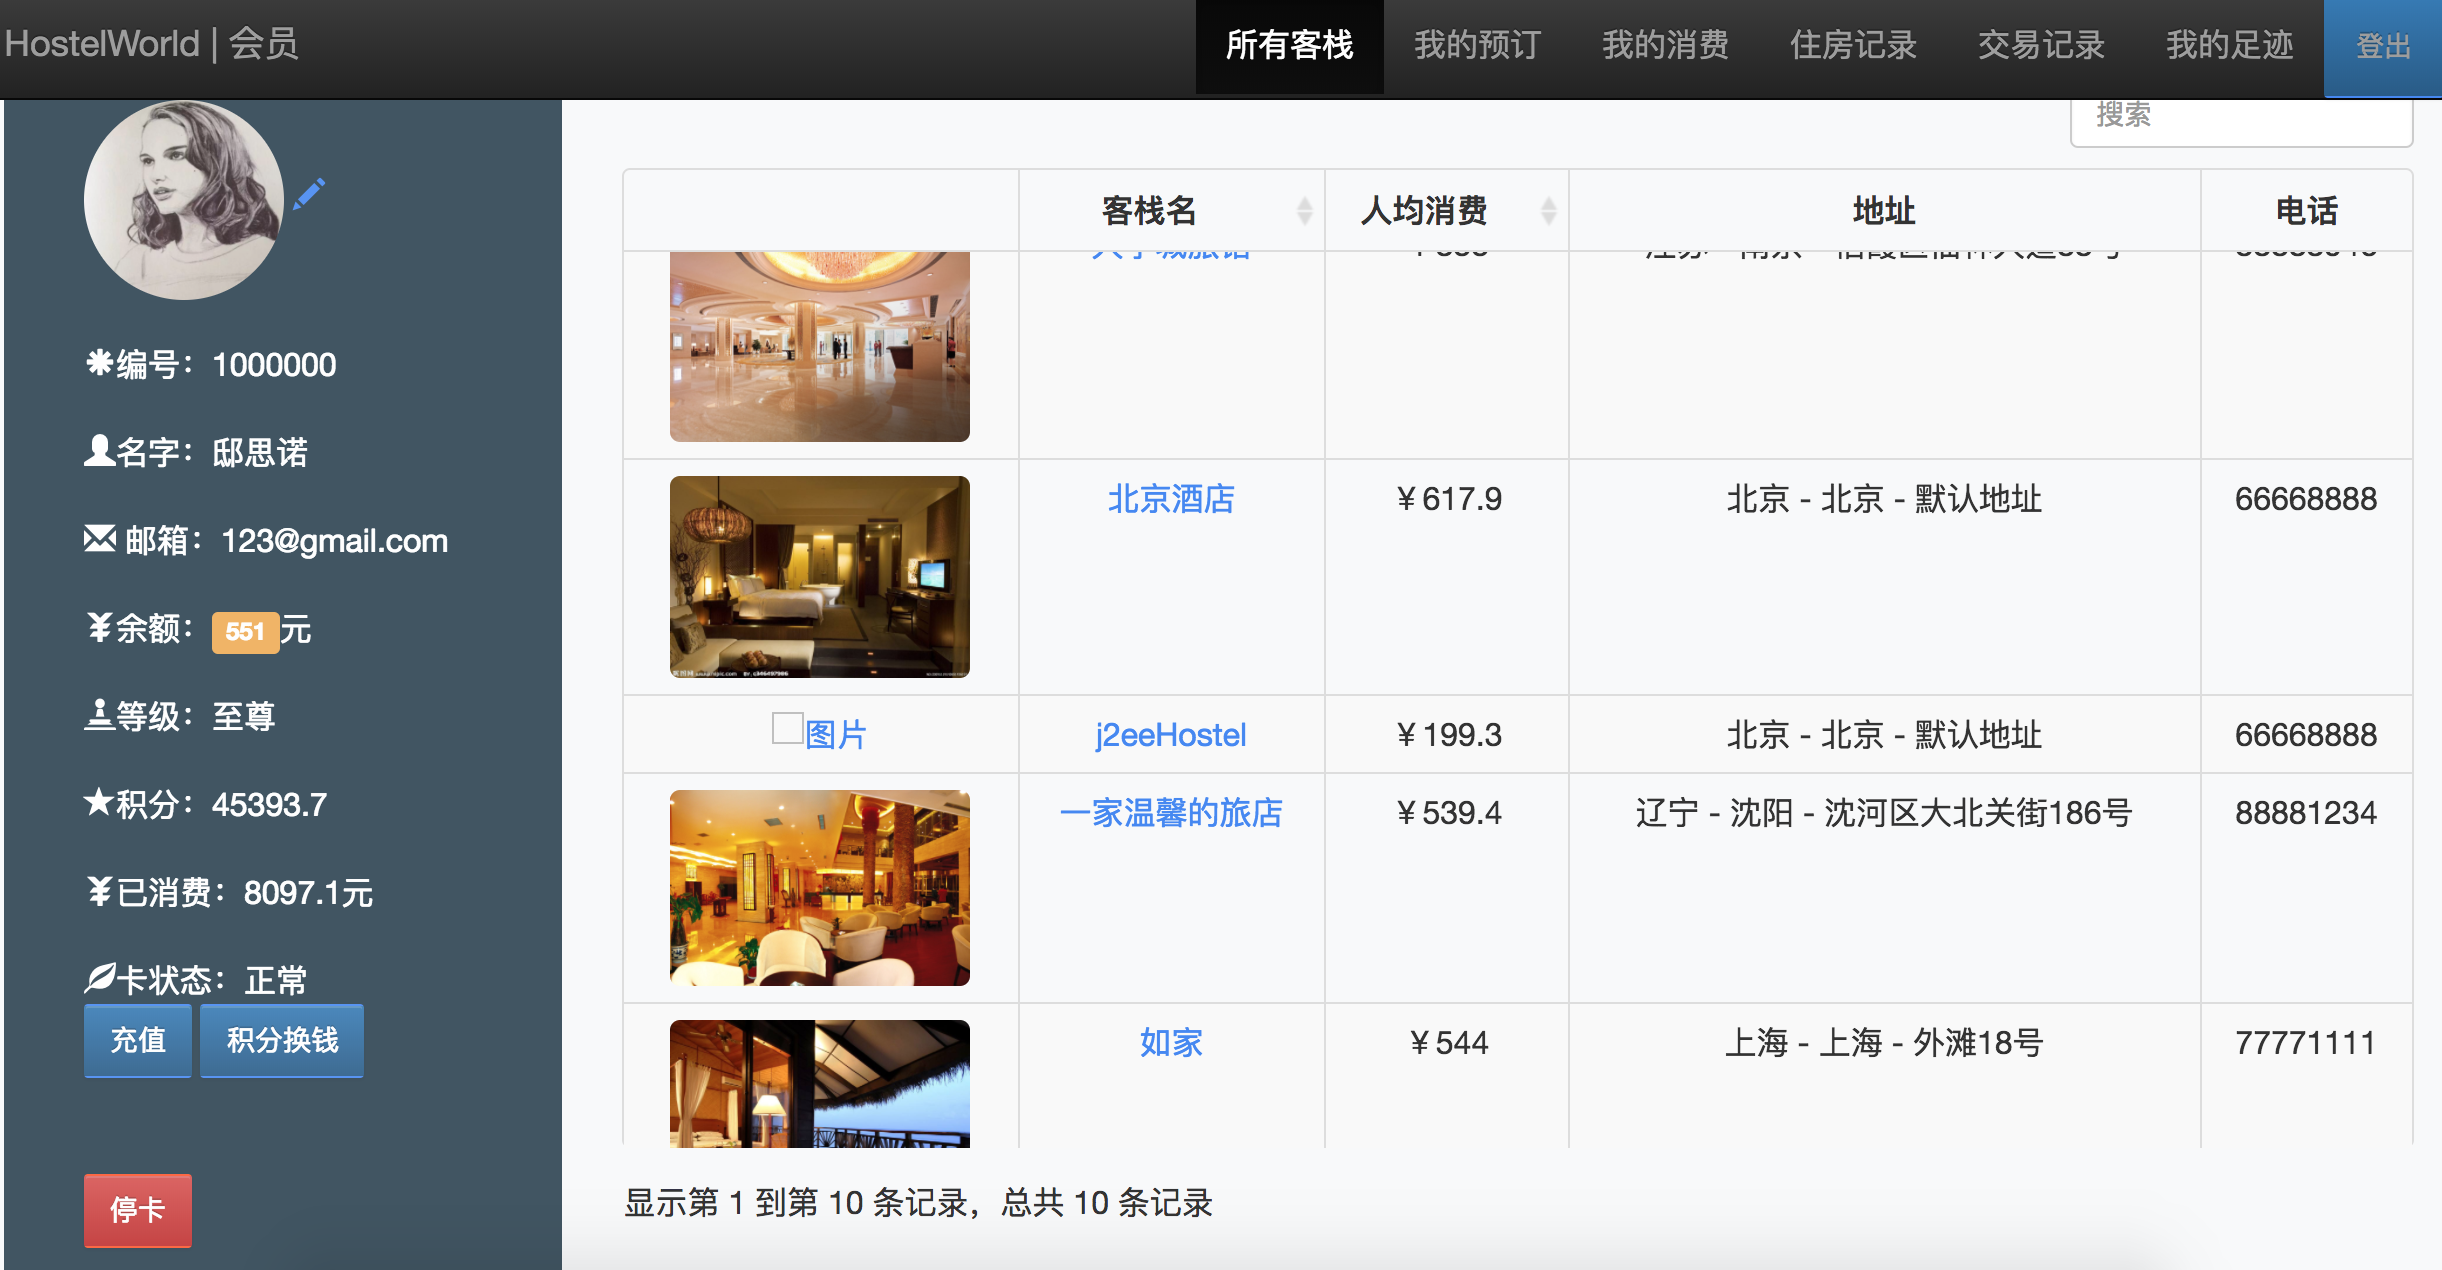 HostelWorld | 会员
所有客栈 我的预订 我的消费 住房记录 交易记录 我的足迹 登出
搜索
编号：1000000
名字：邸思诺
邮箱：123@gmail.com
¥余额：551元
等级：至尊
积分：45393.7
¥已消费：8097.1元
卡状态：正常
充值 积分换钱
停卡
客栈名 人均消费 地址 电话
北京酒店 ¥617.9 北京 - 北京 - 默认地址 66668888
图片 j2eeHostel ¥199.3 北京 - 北京 - 默认地址 66668888
一家温馨的旅店 ¥539.4 辽宁 - 沈阳 - 沈河区大北关街186号 88881234
如家 ¥544 上海 - 上海 - 外滩18号 77771111
显示第 1 到第 10 条记录，总共 10 条记录